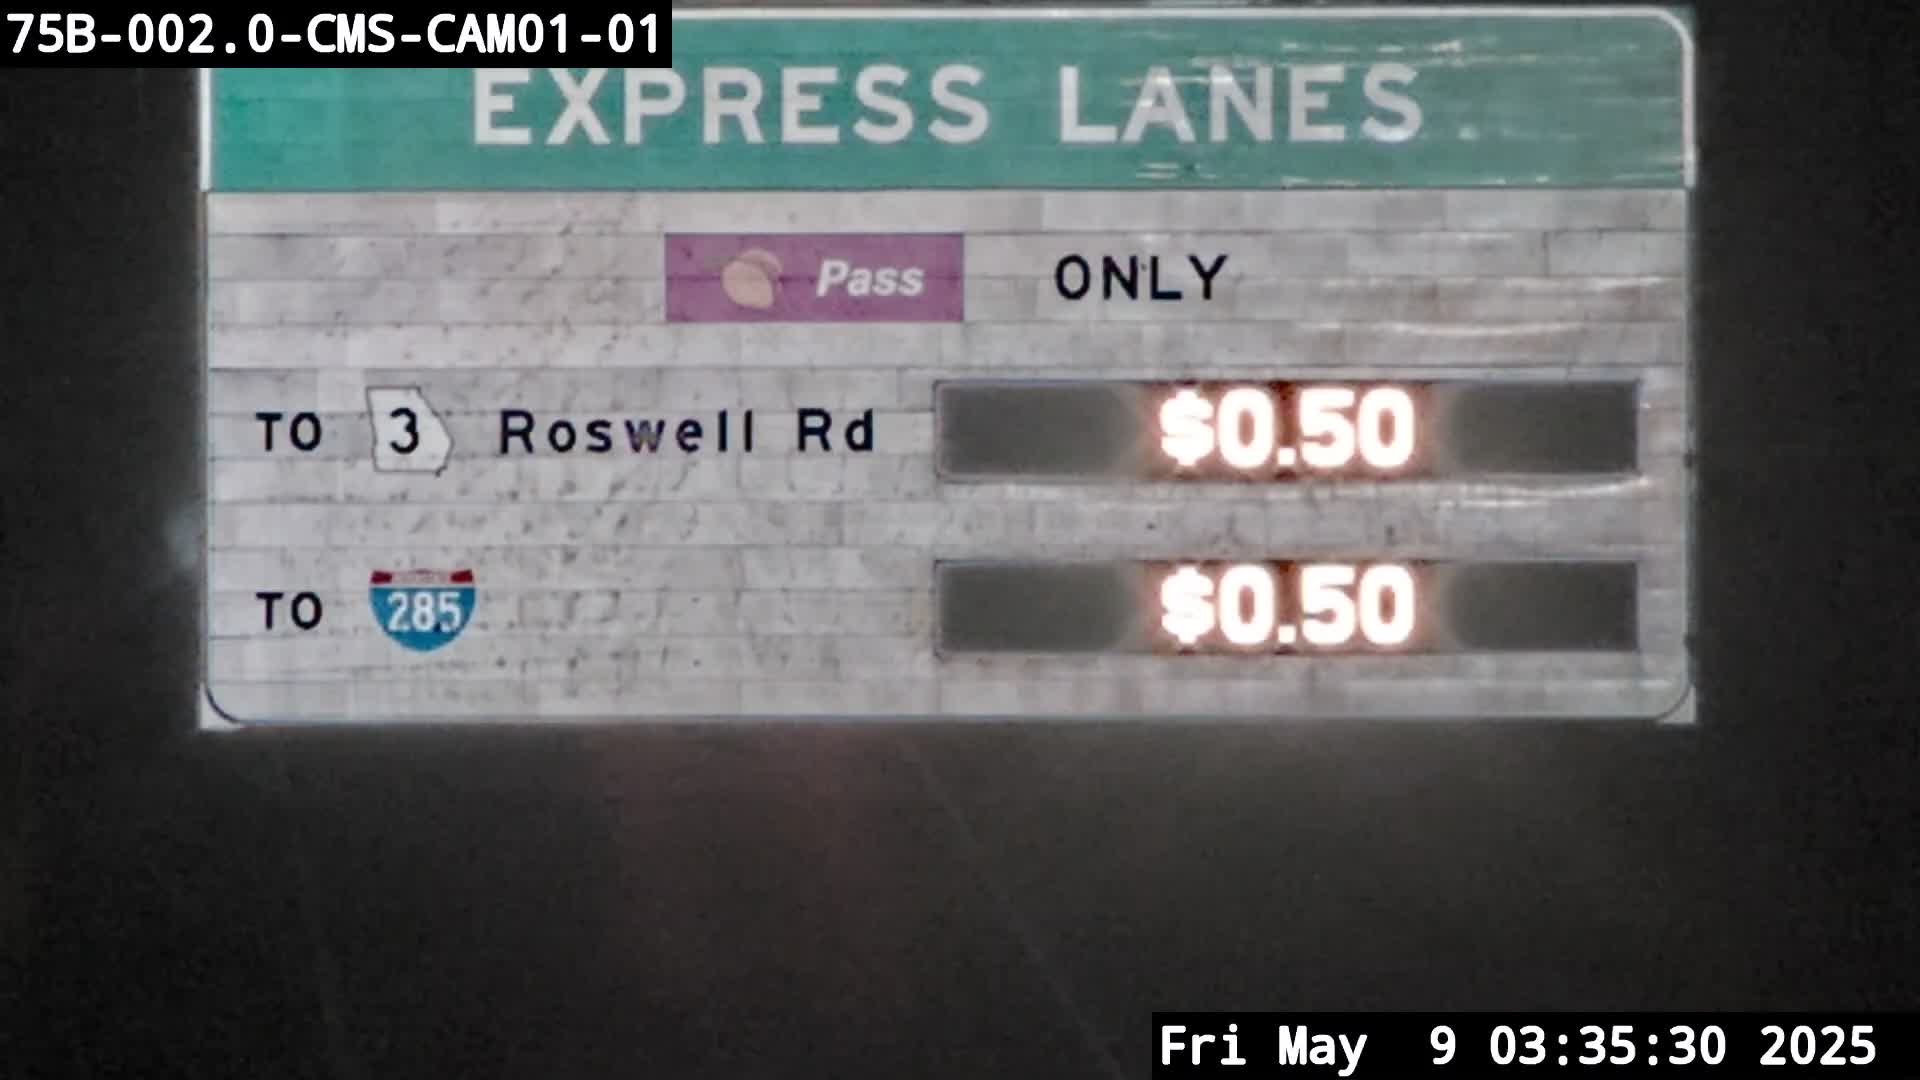 75B-002.0-CMS-CAM01-01
EXPRESS LANES
Pass ONLY
TO 3 Roswell Rd $0.50
TO 285 $0.50
Fri May 9 03:35:30 2025